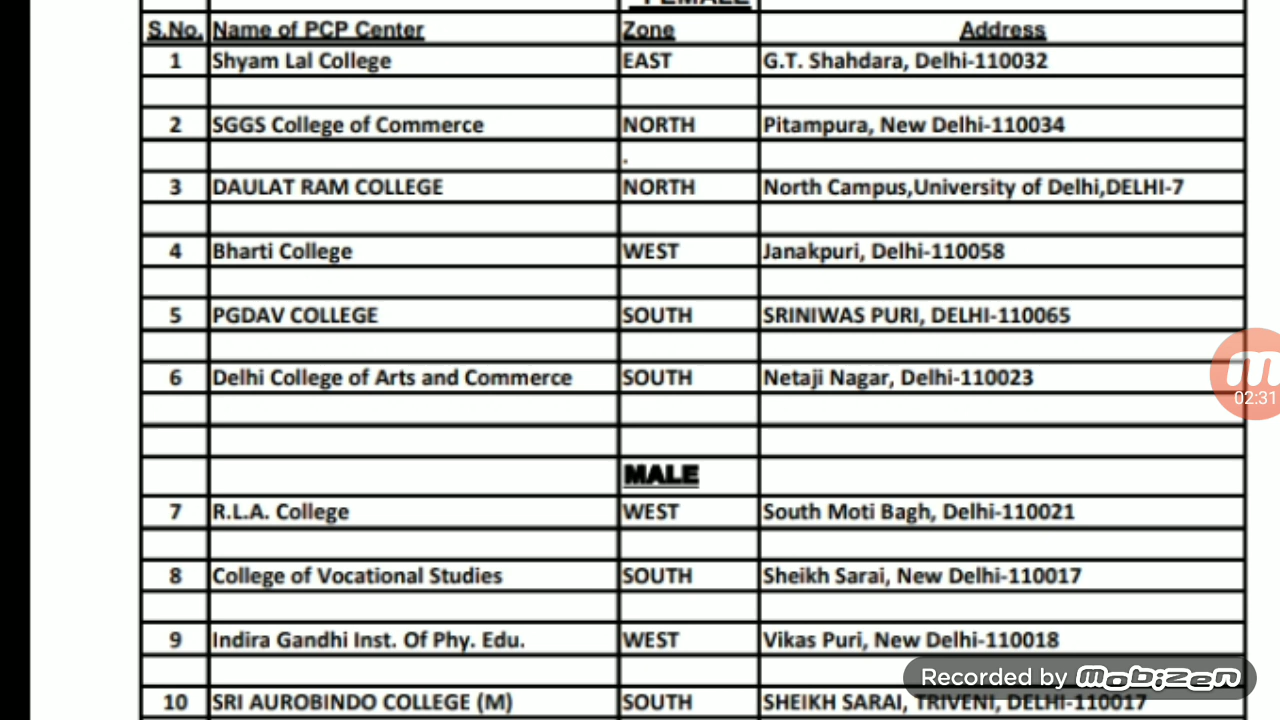 FEMALE
S.No. Name of PCP Center Zone Address
1 Shyam Lal College EAST G.T. Shahdara, Delhi-110032
2 SGGS College of Commerce NORTH Pitampura, New Delhi-110034
.
3 DAULAT RAM COLLEGE NORTH North Campus,University of Delhi,DELHI-7
4 Bharti College WEST Janakpuri, Delhi-110058
5 PGDAV COLLEGE SOUTH SRINIWAS PURI, DELHI-110065
6 Delhi College of Arts and Commerce SOUTH Netaji Nagar, Delhi-110023
02:31
MALE
7 R.L.A. College WEST South Moti Bagh, Delhi-110021
8 College of Vocational Studies SOUTH Sheikh Sarai, New Delhi-110017
9 Indira Gandhi Inst. Of Phy. Edu. WEST Vikas Puri, New Delhi-110018
Recorded by mobizen
10 SRI AUROBINDO COLLEGE (M) SOUTH SHEIKH SARAI, TRIVENI, DELHI-110017